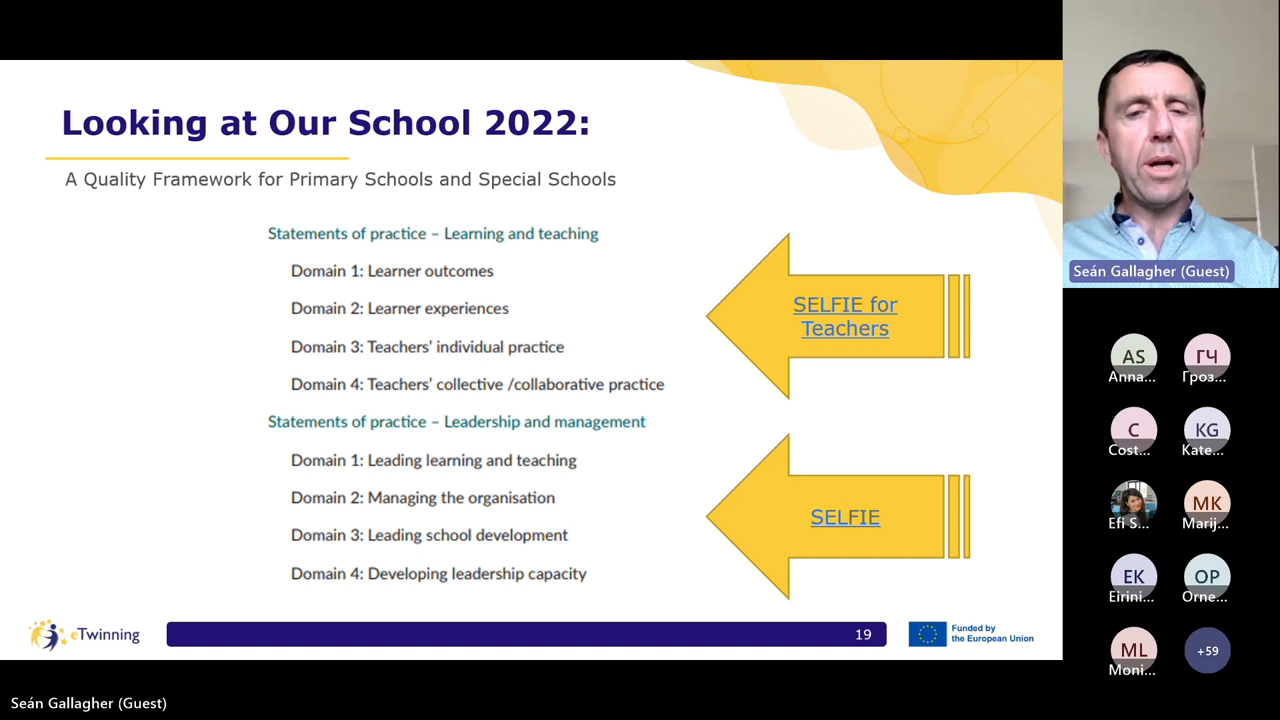 Looking at Our School 2022:
A Quality Framework for Primary Schools and Special Schools
Statements of practice – Learning and teaching
Domain 1: Learner outcomes
Domain 2: Learner experiences
Domain 3: Teachers’ individual practice
Domain 4: Teachers’ collective /collaborative practice
Statements of practice – Leadership and management
Domain 1: Leading learning and teaching
Domain 2: Managing the organisation
Domain 3: Leading school development
Domain 4: Developing leadership capacity
SELFIE for
Teachers
SELFIE
eTwinning
19
Funded by
the European Union
Seán Gallagher (Guest)
AS
Anna...
ГЧ
Гроз...
C
Cost...
KG
Kate...
Efi S...
MK
Marij...
EK
Eirini...
OP
Orne...
ML
Moni...
+59
Seán Gallagher (Guest)